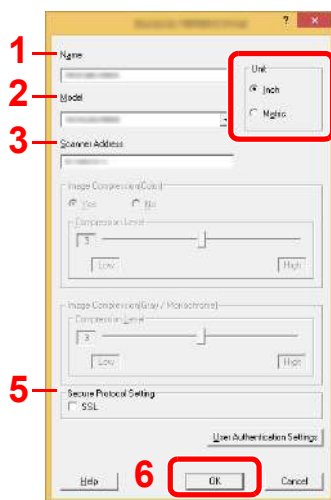 ?
1
Name
Unit
Inch
2
Model
Metric
3
Scanner Address
Image Compression(Color)
Yes No
Compression Level
3
Low High
Image Compression(Gray / Monochrome)
Compression Level
3
Low High
5
Secure Protocol Setting
SSL
User Authentication Settings
6
Help OK Cancel